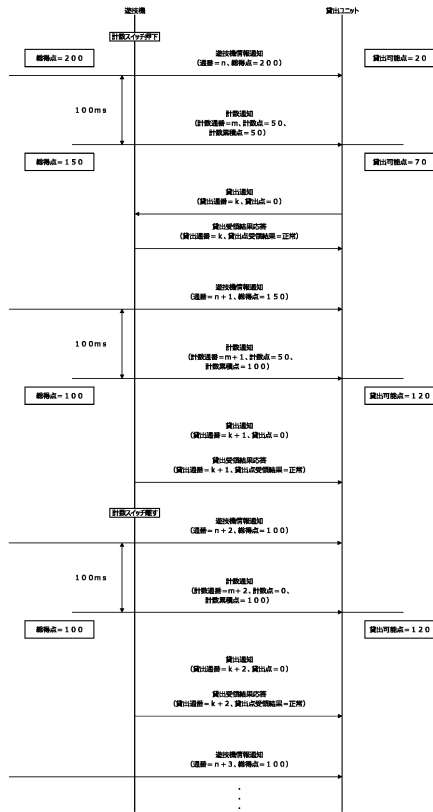 遊技機
貸出ユニット
計数スイッチ押下
総得点=200
遊技機情報通知
(通番=n、総得点=200)
貸出可能点=20
100ms
計数通知
(計数通番=m、計数点=50、
計数累積点=50)
総得点=150
貸出可能点=70
貸出通知
(貸出通番=k、貸出点=0)
貸出受領結果応答
(貸出通番=k、貸出点受領結果=正常)
遊技機情報通知
(通番=n+1、総得点=150)
100ms
計数通知
(計数通番=m+1、計数点=50、
計数累積点=100)
総得点=100
貸出可能点=120
貸出通知
(貸出通番=k+1、貸出点=0)
貸出受領結果応答
(貸出通番=k+1、貸出点受領結果=正常)
計数スイッチ離す
遊技機情報通知
(通番=n+2、総得点=100)
100ms
計数通知
(計数通番=m+2、計数点=0、
計数累積点=100)
総得点=100
貸出可能点=120
貸出通知
(貸出通番=k+2、貸出点=0)
貸出受領結果応答
(貸出通番=k+2、貸出点受領結果=正常)
遊技機情報通知
(通番=n+3、総得点=100)